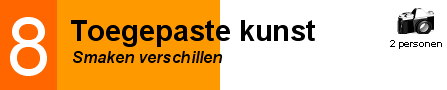 8
Toegepaste kunst
Smaken verschillen
2 personen